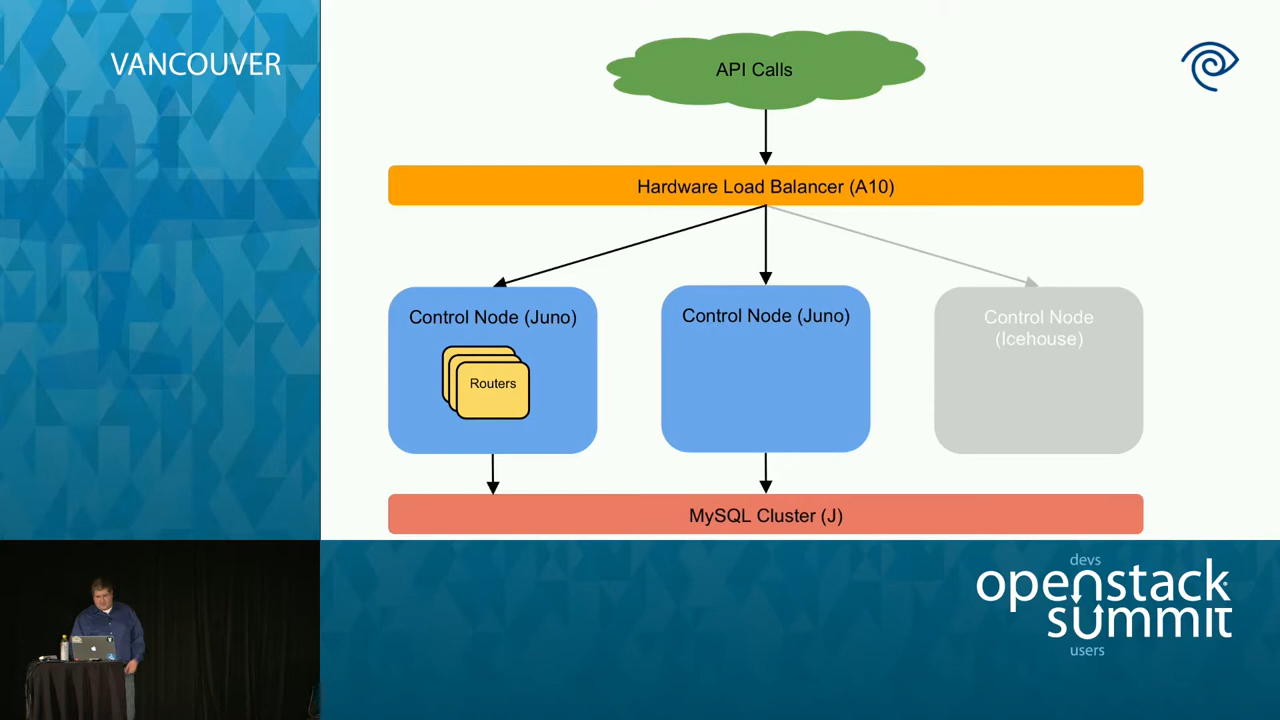 VANCOUVER
API Calls
Hardware Load Balancer (A10)
Control Node (Juno)
Routers
Control Node (Juno)
Control Node
(Icehouse)
MySQL Cluster (J)
devs
openstack
summit
users